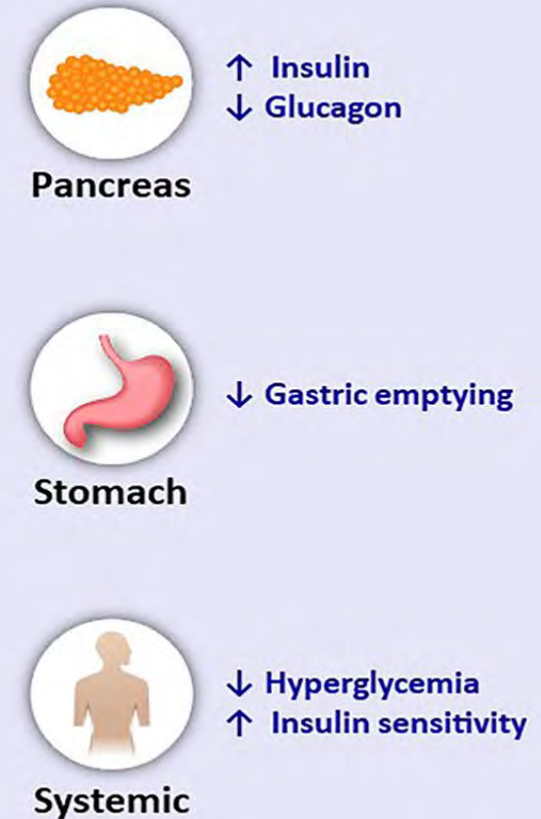 ↑ Insulin
↓ Glucagon
Pancreas
↓ Gastric emptying
Stomach
↓ Hyperglycemia
↑ Insulin sensitivity
Systemic